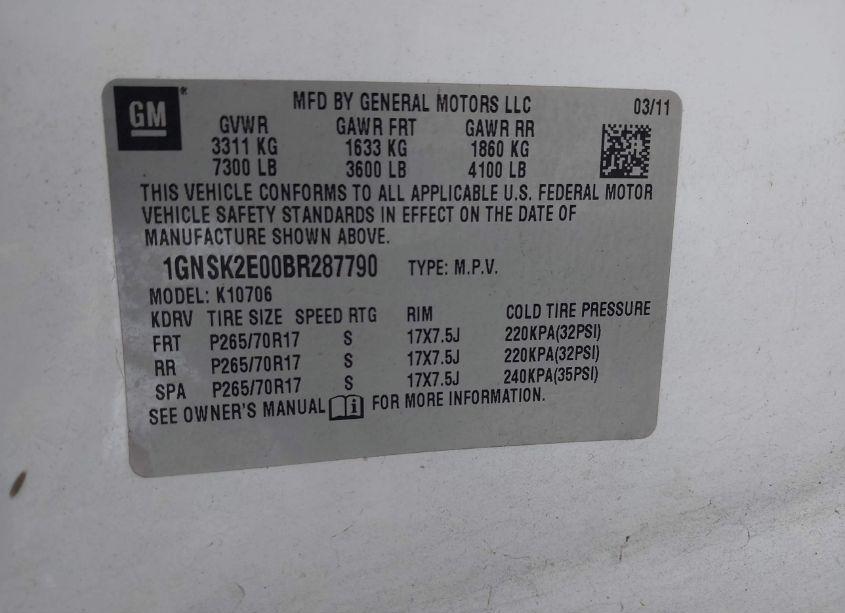 GM ® MFD BY GENERAL MOTORS LLC 03/11
GVWR GAWR FRT GAWR RR
3311 KG 1633 KG 1860 KG
7300 LB 3600 LB 4100 LB
THIS VEHICLE CONFORMS TO ALL APPLICABLE U.S. FEDERAL MOTOR
VEHICLE SAFETY STANDARDS IN EFFECT ON THE DATE OF
MANUFACTURE SHOWN ABOVE.
1GNSK2E00BR287790 TYPE: M.P.V.
MODEL: K10706
KDRV TIRE SIZE SPEED RTG RIM COLD TIRE PRESSURE
FRT P265/70R17 S 17X7.5J 220KPA(32PSI)
RR P265/70R17 S 17X7.5J 220KPA(32PSI)
SPA P265/70R17 S 17X7.5J 240KPA(35PSI)
SEE OWNER'S MANUAL i FOR MORE INFORMATION.